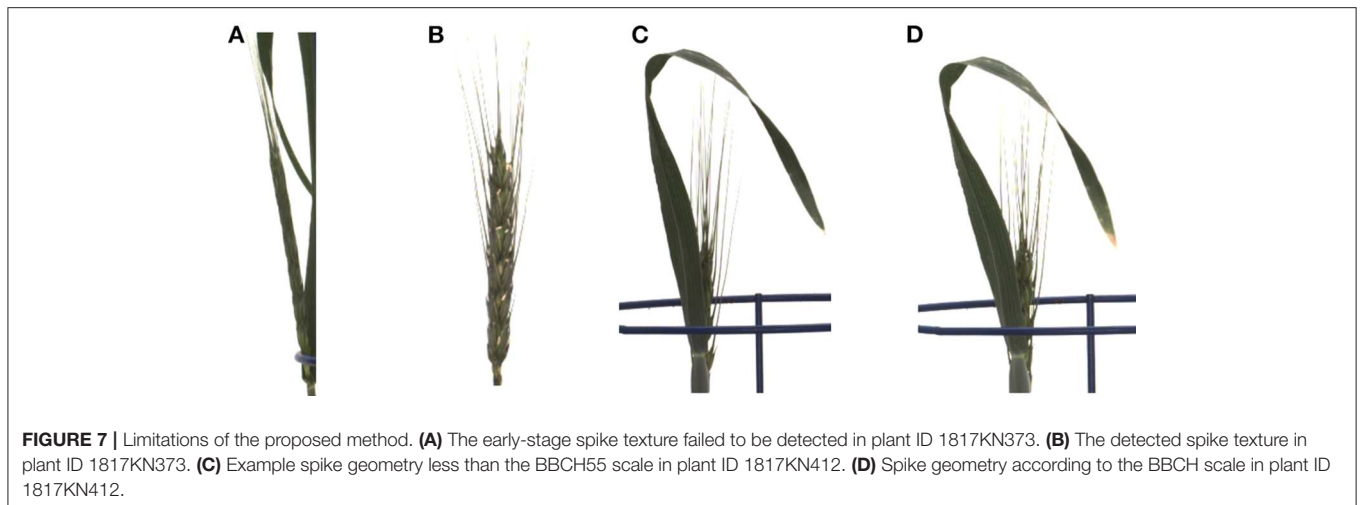 A B C D
FIGURE 7 | Limitations of the proposed method. (A) The early-stage spike texture failed to be detected in plant ID 1817KN373. (B) The detected spike texture in
plant ID 1817KN373. (C) Example spike geometry less than the BBCH55 scale in plant ID 1817KN412. (D) Spike geometry according to the BBCH scale in plant ID
1817KN412.